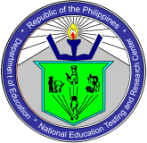 Republic of the Philippines
Department of Education
National Education Testing and Research Center